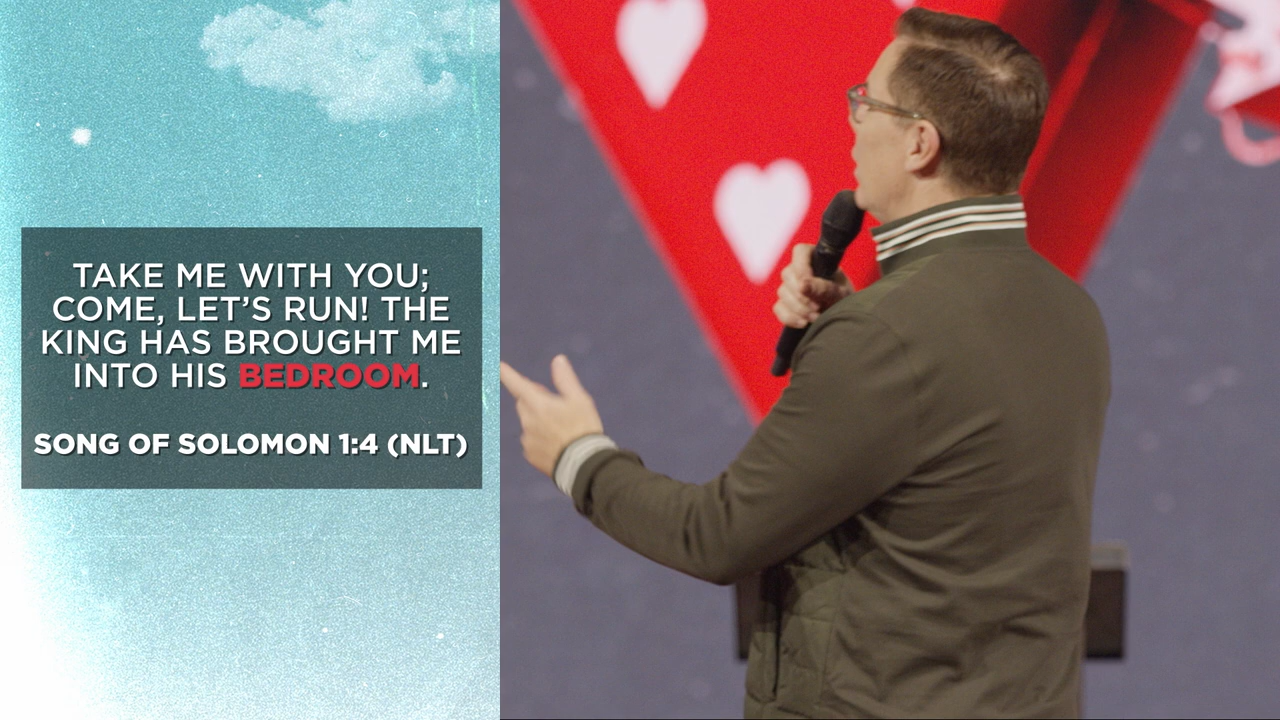 TAKE ME WITH YOU;
COME, LET'S RUN! THE
KING HAS BROUGHT ME
INTO HIS BEDROOM.
SONG OF SOLOMON 1:4 (NLT)